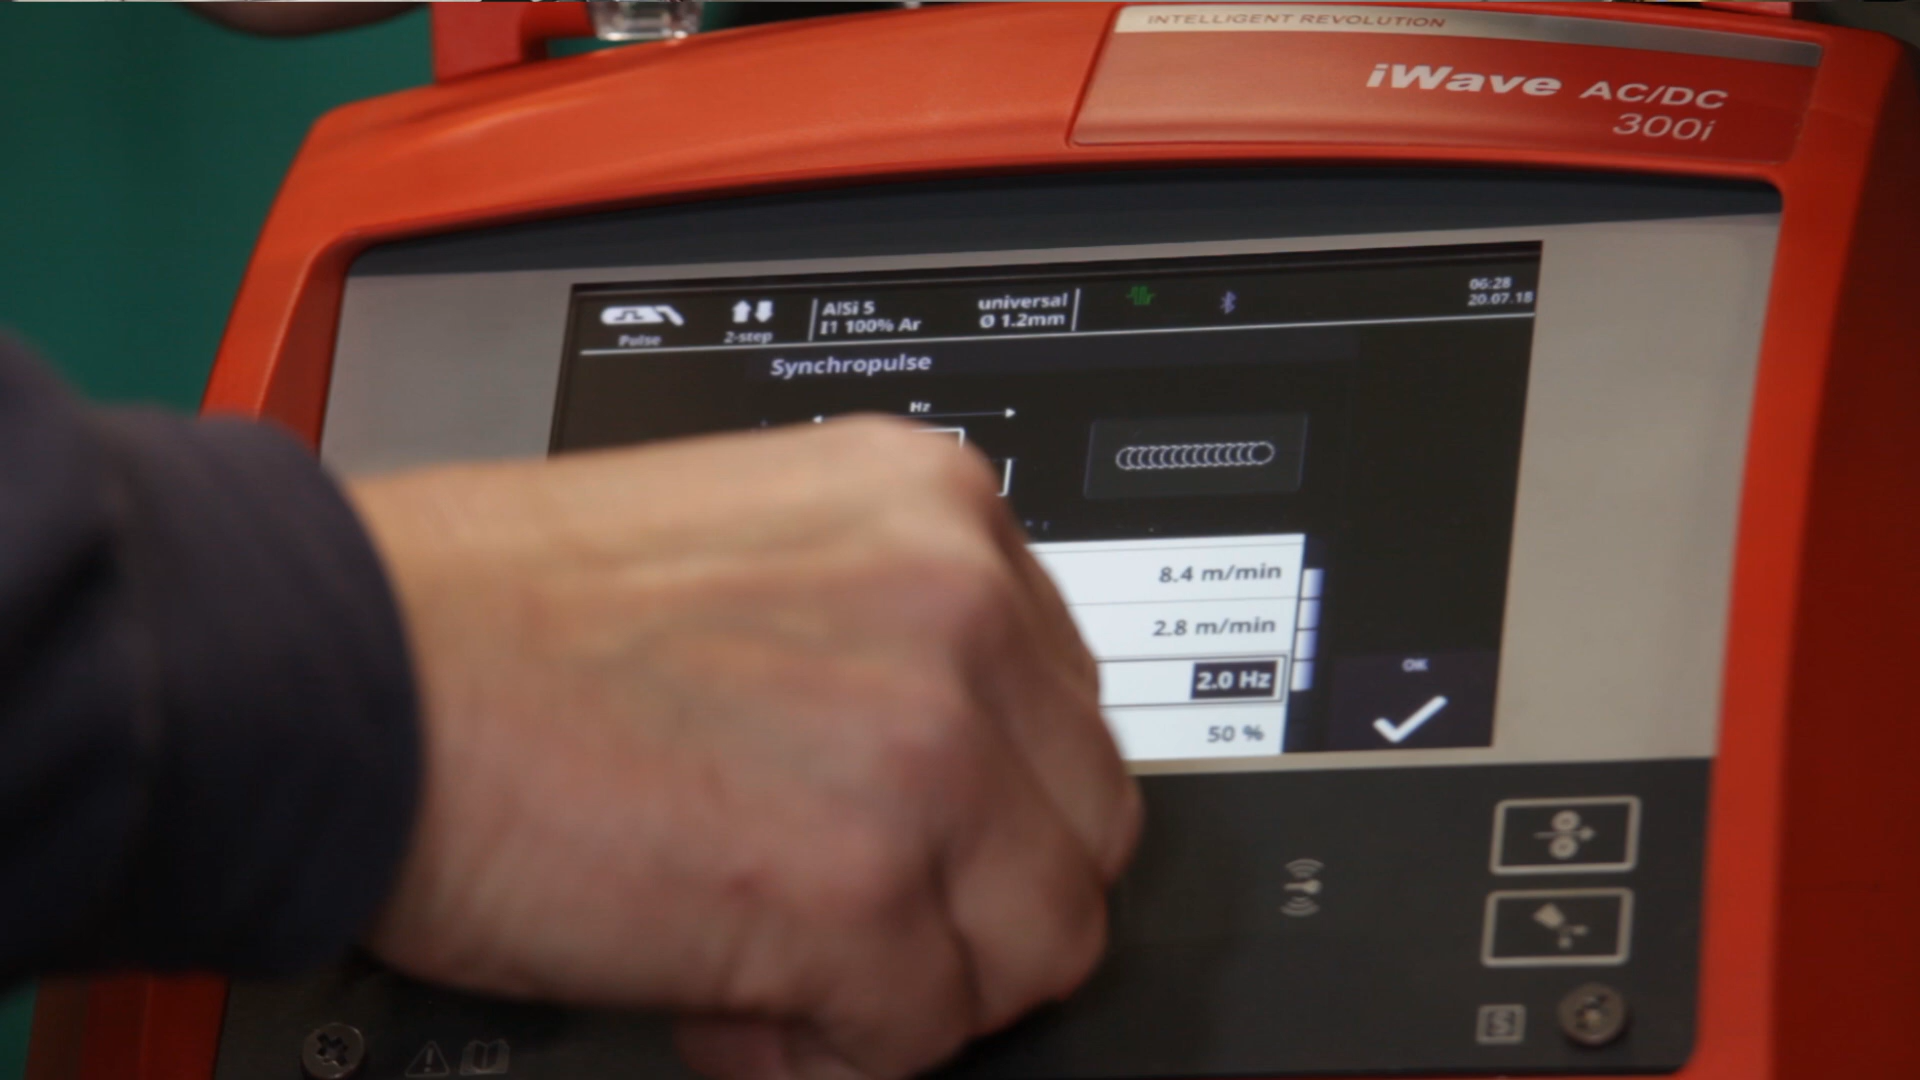 INTELLIGENT REVOLUTION
iWave AC/DC
300i
06:28
20.07.18
AlSi 5
I1 100% Ar
universal
Ø 1.2mm
Pulse
2-step
Synchropulse
Hz
8.4 m/min
2.8 m/min
2.0 Hz
50 %
OK
S